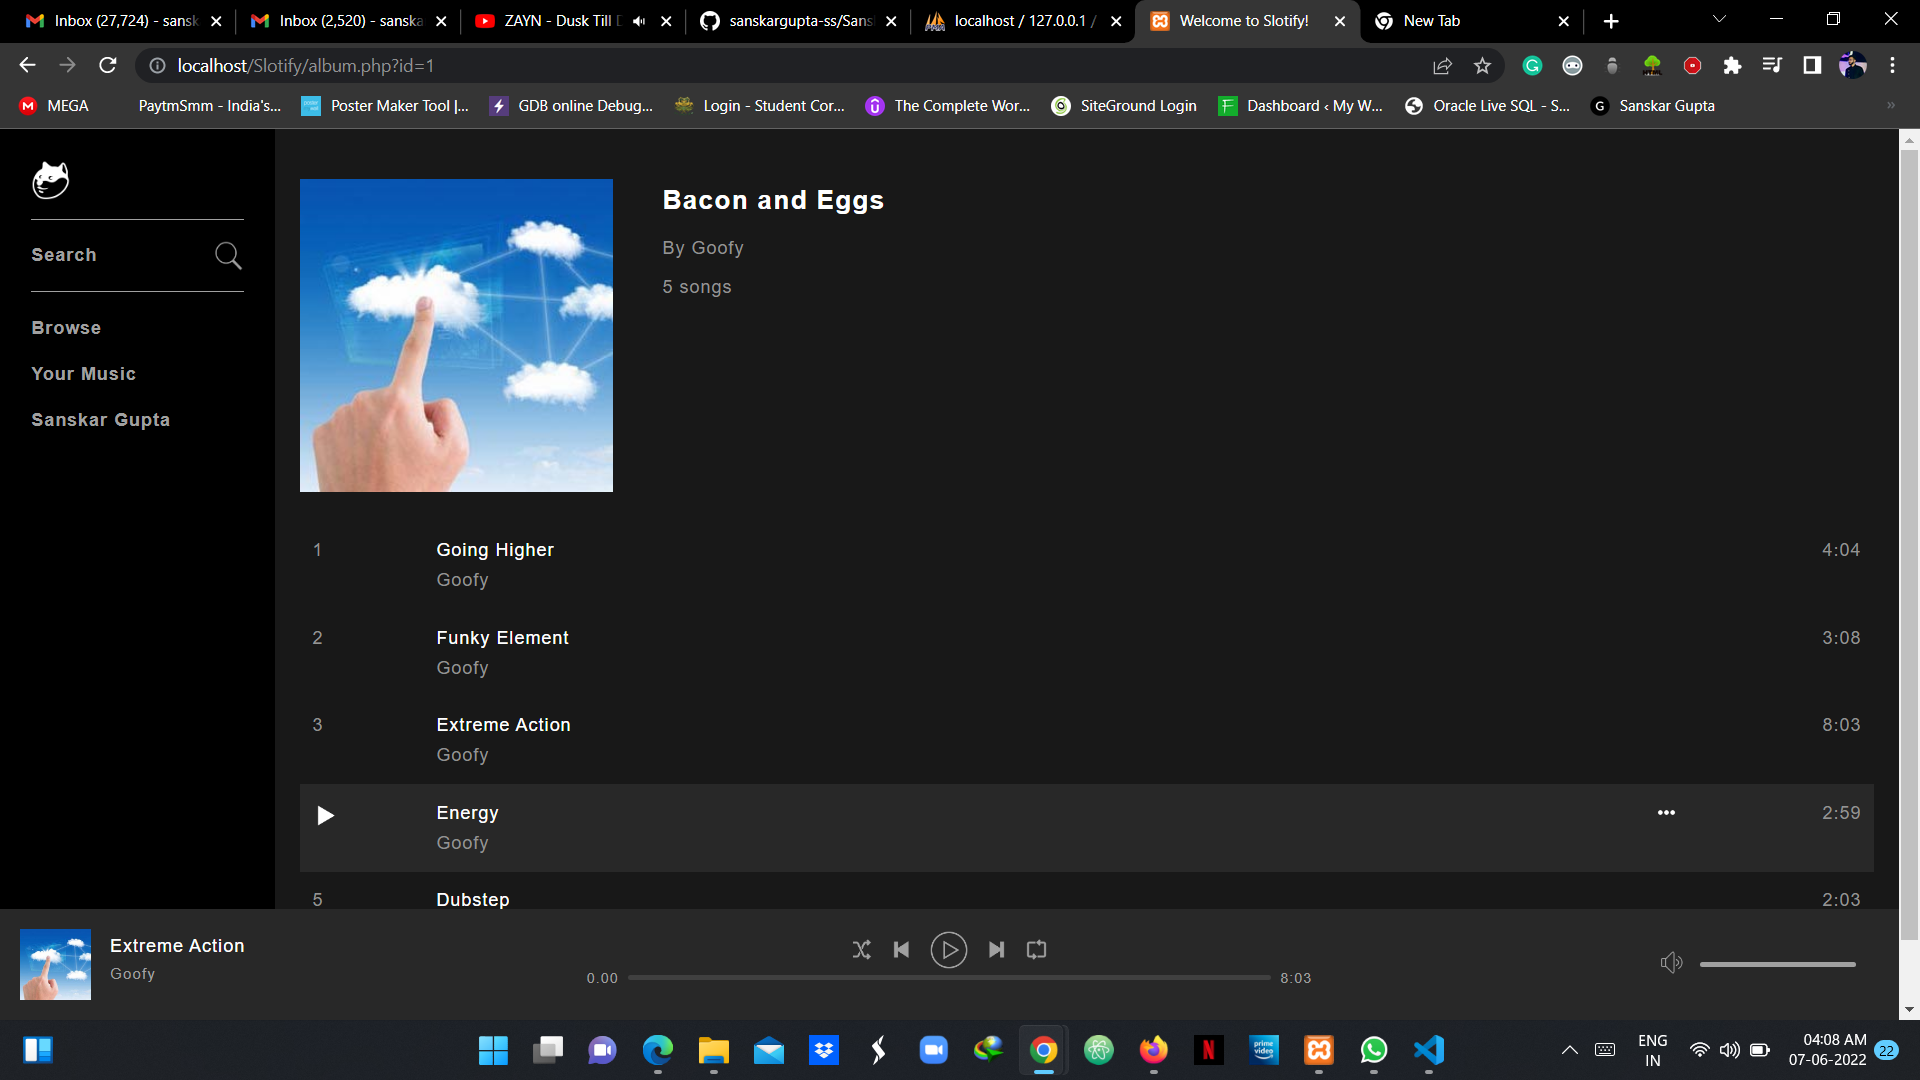 Inbox (27,724) - sansk
Inbox (2,520) - sanska
ZAYN - Dusk Till D
sanskargupta-ss/Sans
localhost / 127.0.0.1 /
Welcome to Slotify!
New Tab
localhost/Slotify/album.php?id=1
MEGA
PaytmSmm - India's...
Poster Maker Tool |...
GDB online Debug...
Login - Student Cor...
The Complete Wor...
SiteGround Login
Dashboard ‹ My W...
Oracle Live SQL - S...
Sanskar Gupta
Search
Browse
Your Music
Sanskar Gupta
Bacon and Eggs
By Goofy
5 songs
1 Going Higher 4:04
Goofy
2 Funky Element 3:08
Goofy
3 Extreme Action 8:03
Goofy
Energy ••• 2:59
Goofy
5 Dubstep 2:03
Extreme Action
Goofy
0.00 8:03
prime video
ENG
IN
04:08 AM
07-06-2022
22